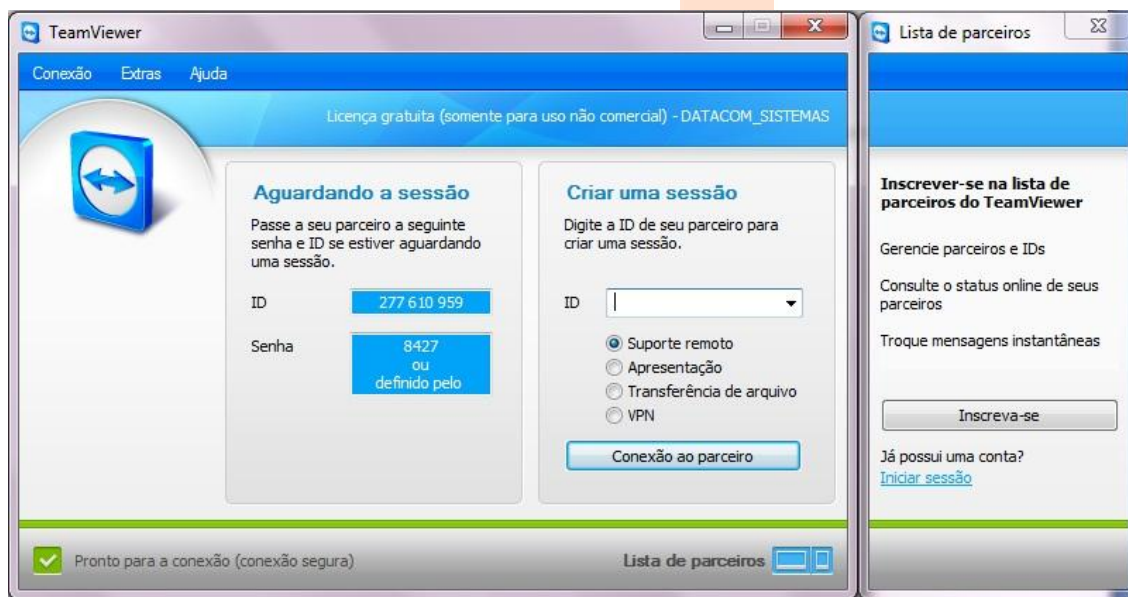 TeamViewer
Conexão Extras Ajuda
Licença gratuita (somente para uso não comercial) - DATACOM_SISTEMAS
Aguardando a sessão
Passe a seu parceiro a seguinte
senha e ID se estiver aguardando
uma sessão.
ID 277 610 959
Senha 8427
ou
definido pelo
Criar uma sessão
Digite a ID de seu parceiro para
criar uma sessão.
ID
Suporte remoto
Apresentação
Transferência de arquivo
VPN
Conexão ao parceiro
Pronto para a conexão (conexão segura)
Lista de parceiros
Lista de parceiros
Inscrever-se na lista de
parceiros do TeamViewer
Gerencie parceiros e IDs
Consulte o status online de seus
parceiros
Troque mensagens instantâneas
Inscreva-se
Já possui uma conta?
Iniciar sessão